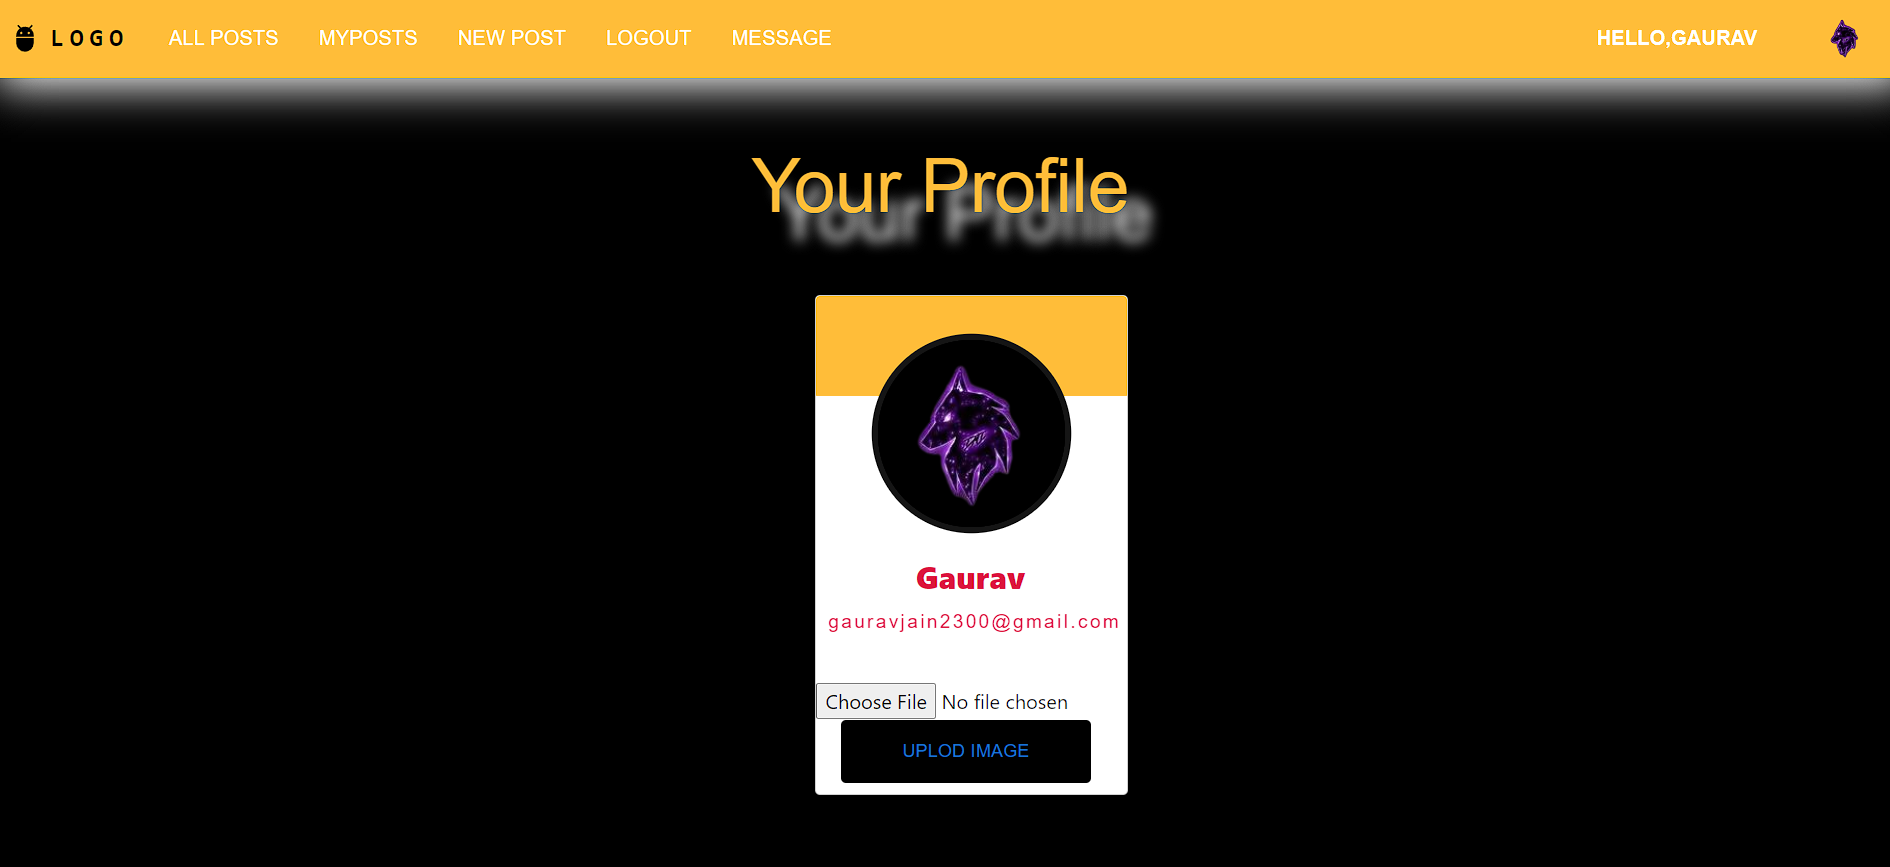 LOGO ALL POSTS MYPOSTS NEW POST LOGOUT MESSAGE HELLO,GAURAV
Your Profile
Gaurav
gauravjain2300@gmail.com
Choose File No file chosen
UPLOD IMAGE